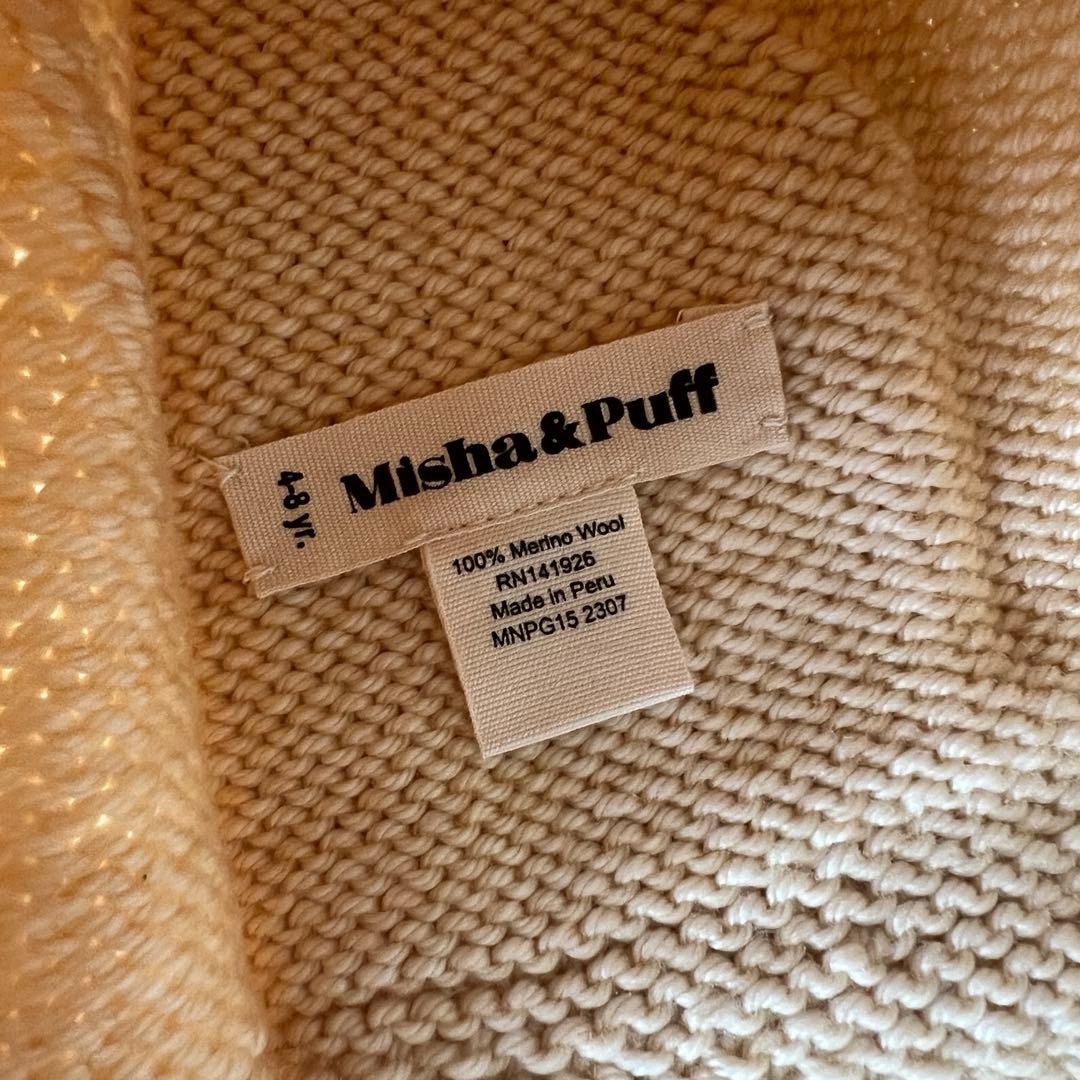 Misha&Puff
4-8 yr.
100% Merino Wool
RN141926
Made in Peru
MNPG15 2307